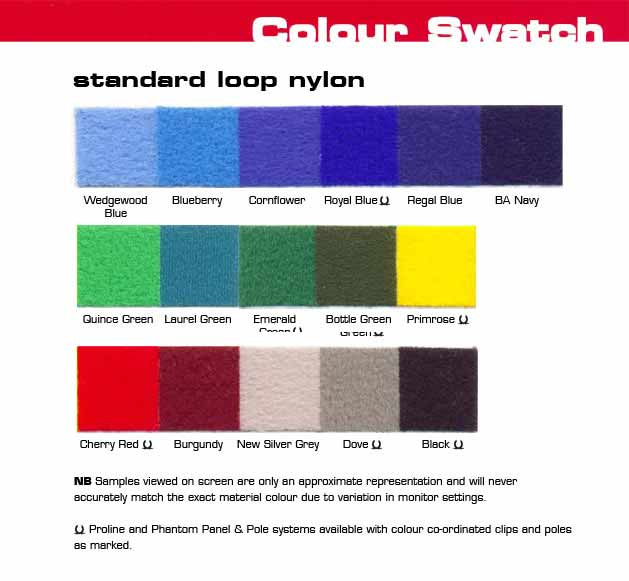 Colour Swatch
standard loop nylon
Wedgewood Blueberry Cornflower Royal Blue Regal Blue BA Navy
Blue
Quince Green Laurel Green Emerald Bottle Green Primrose
Green Green
Cherry Red Burgundy New Silver Grey Dove Black
NB Samples viewed on screen are only an approximate representation and will never
accurately match the exact material colour due to variation in monitor settings.
Proline and Phantom Panel & Pole systems available with colour co-ordinated clips and poles
as marked.